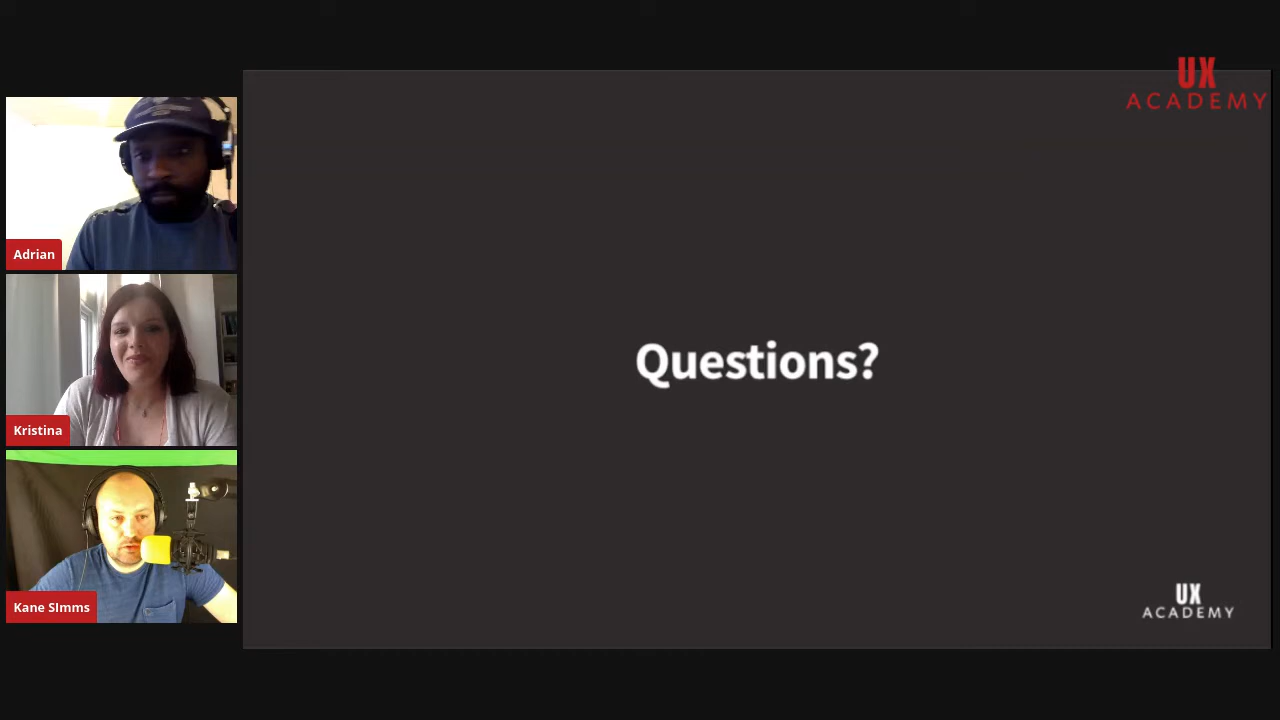 UX
ACADEMY
Adrian
Kristina
Kane SImms
Questions?
UX
ACADEMY